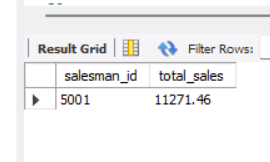 Result Grid Filter Rows:
salesman_id total_sales
5001 11271.46